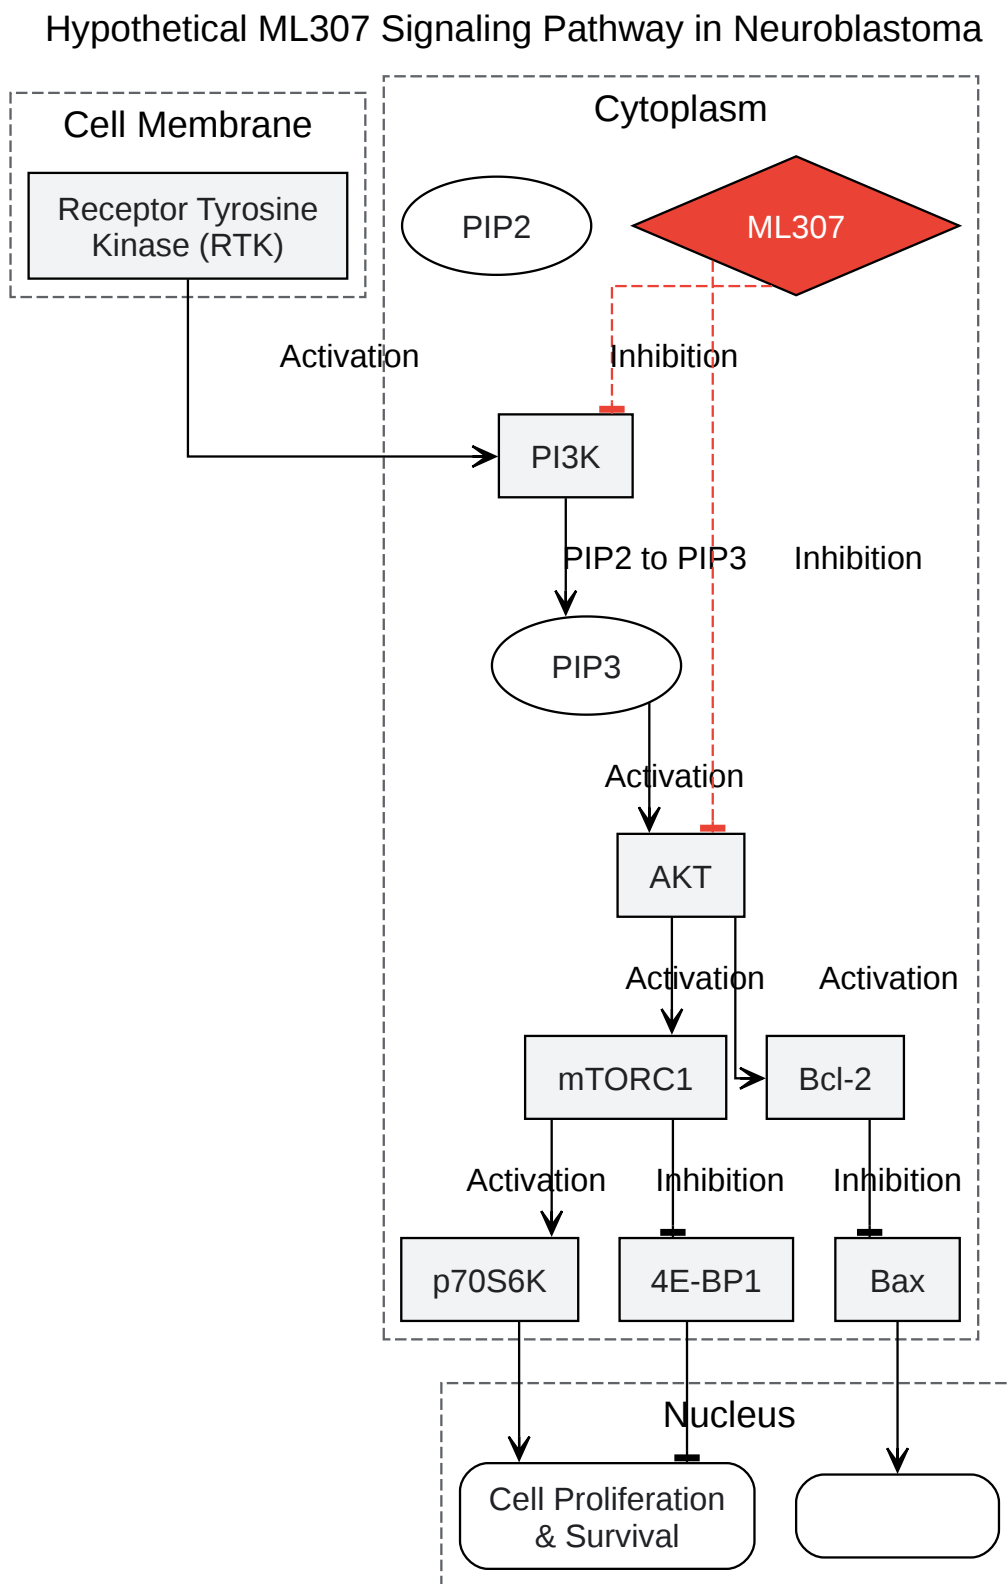 Hypothetical ML307 Signaling Pathway in Neuroblastoma
Cell Membrane
Cytoplasm
Receptor Tyrosine
Kinase (RTK)
PIP2
ML307
Activation
Inhibition
PI3K
PIP2 to PIP3
Inhibition
PIP3
Activation
AKT
Activation
Activation
mTORC1
Bcl-2
Activation
Inhibition
Inhibition
p70S6K
4E-BP1
Bax
Nucleus
Cell Proliferation
& Survival